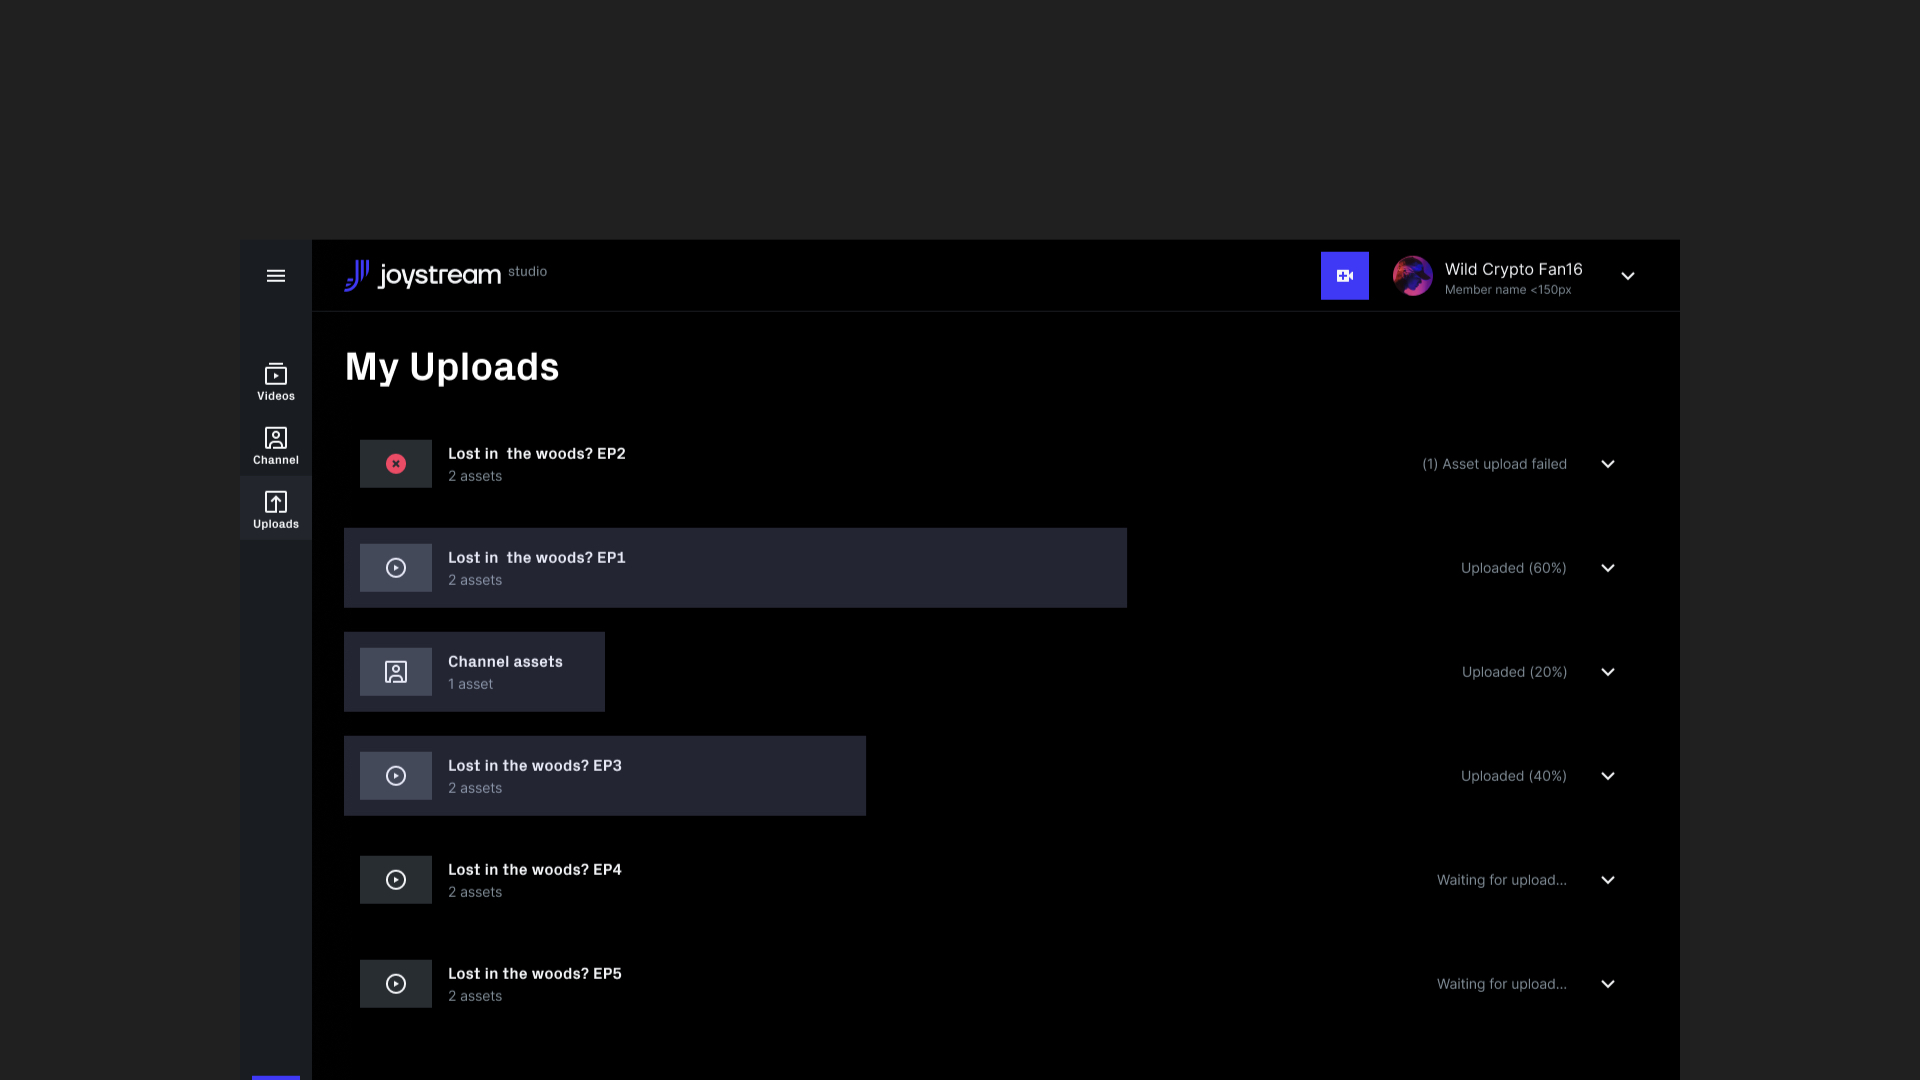 joystream studio
Wild Crypto Fan16
Member name <150px
Videos
Channel
Uploads
My Uploads
Lost in  the woods? EP2
2 assets
(1) Asset upload failed
Lost in  the woods? EP1
2 assets
Uploaded (60%)
Channel assets
1 asset
Uploaded (20%)
Lost in the woods? EP3
2 assets
Uploaded (40%)
Lost in the woods? EP4
2 assets
Waiting for upload...
Lost in the woods? EP5
2 assets
Waiting for upload...